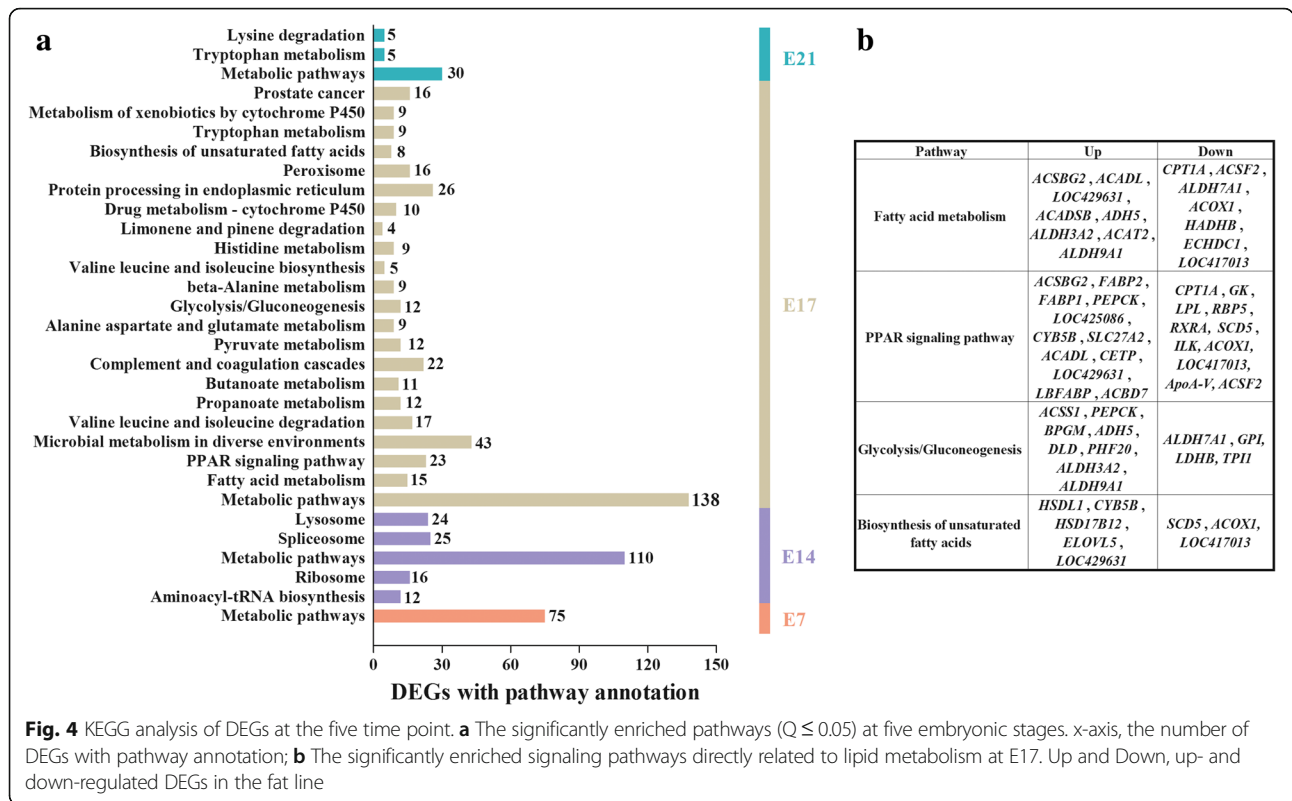 a
Lysine degradation 5
Tryptophan metabolism 5
Metabolic pathways 30
Prostate cancer 16
Metabolism of xenobiotics by cytochrome P450 9
Tryptophan metabolism 9
Biosynthesis of unsaturated fatty acids 8
Peroxisome 16
Protein processing in endoplasmic reticulum 26
Drug metabolism - cytochrome P450 10
Limonene and pinene degradation 4
Histidine metabolism 9
Valine leucine and isoleucine biosynthesis 5
beta-Alanine metabolism 9
Glycolysis/Gluconeogenesis 12
Alanine aspartate and glutamate metabolism 9
Pyruvate metabolism 12
Complement and coagulation cascades 22
Butanoate metabolism 11
Propanoate metabolism 12
Valine leucine and isoleucine degradation 17
Microbial metabolism in diverse environments 43
PPAR signaling pathway 23
Fatty acid metabolism 15
Metabolic pathways 138
Lysosome 24
Spliceosome 25
Metabolic pathways 110
Ribosome 16
Aminoacyl-tRNA biosynthesis 12
Metabolic pathways 75
0 30 60 90 120 150
DEGs with pathway annotation
E21
E17
E14
E7
b
Pathway Up Down
Fatty acid metabolism
ACSBG2 , ACADL ,
LOC429631 ,
ACADSB , ADH5 ,
ALDH3A2 , ACAT2 ,
ALDH9A1
CPT1A , ACSF2 ,
ALDH7A1 ,
ACOX1 ,
HADHB ,
ECHDC1 ,
LOC417013
PPAR signaling pathway
ACSBG2 , FABP2 ,
FABP1 , PEPCK ,
LOC425086 ,
CYB5B , SLC27A2 ,
ACADL , CETP ,
LOC429631 ,
LBFABP , ACBD7
CPT1A , GK ,
LPL , RBP5 ,
RXRA, SCD5 ,
ILK, ACOX1,
LOC417013,
ApoA-V, ACSF2
Glycolysis/Gluconeogenesis
ACSS1 , PEPCK ,
BPGM , ADH5 ,
DLD , PHF20 ,
ALDH3A2 ,
ALDH9A1
ALDH7A1 , GPI,
LDHB, TPI1
Biosynthesis of unsaturated
fatty acids
HSDL1 , CYB5B ,
HSD17B12 ,
ELOVL5 ,
LOC429631
SCD5 , ACOX1,
LOC417013
Fig. 4 KEGG analysis of DEGs at the five time point. a The significantly enriched pathways (Q ≤ 0.05) at five embryonic stages. x-axis, the number of
DEGs with pathway annotation; b The significantly enriched signaling pathways directly related to lipid metabolism at E17. Up and Down, up- and
down-regulated DEGs in the fat line